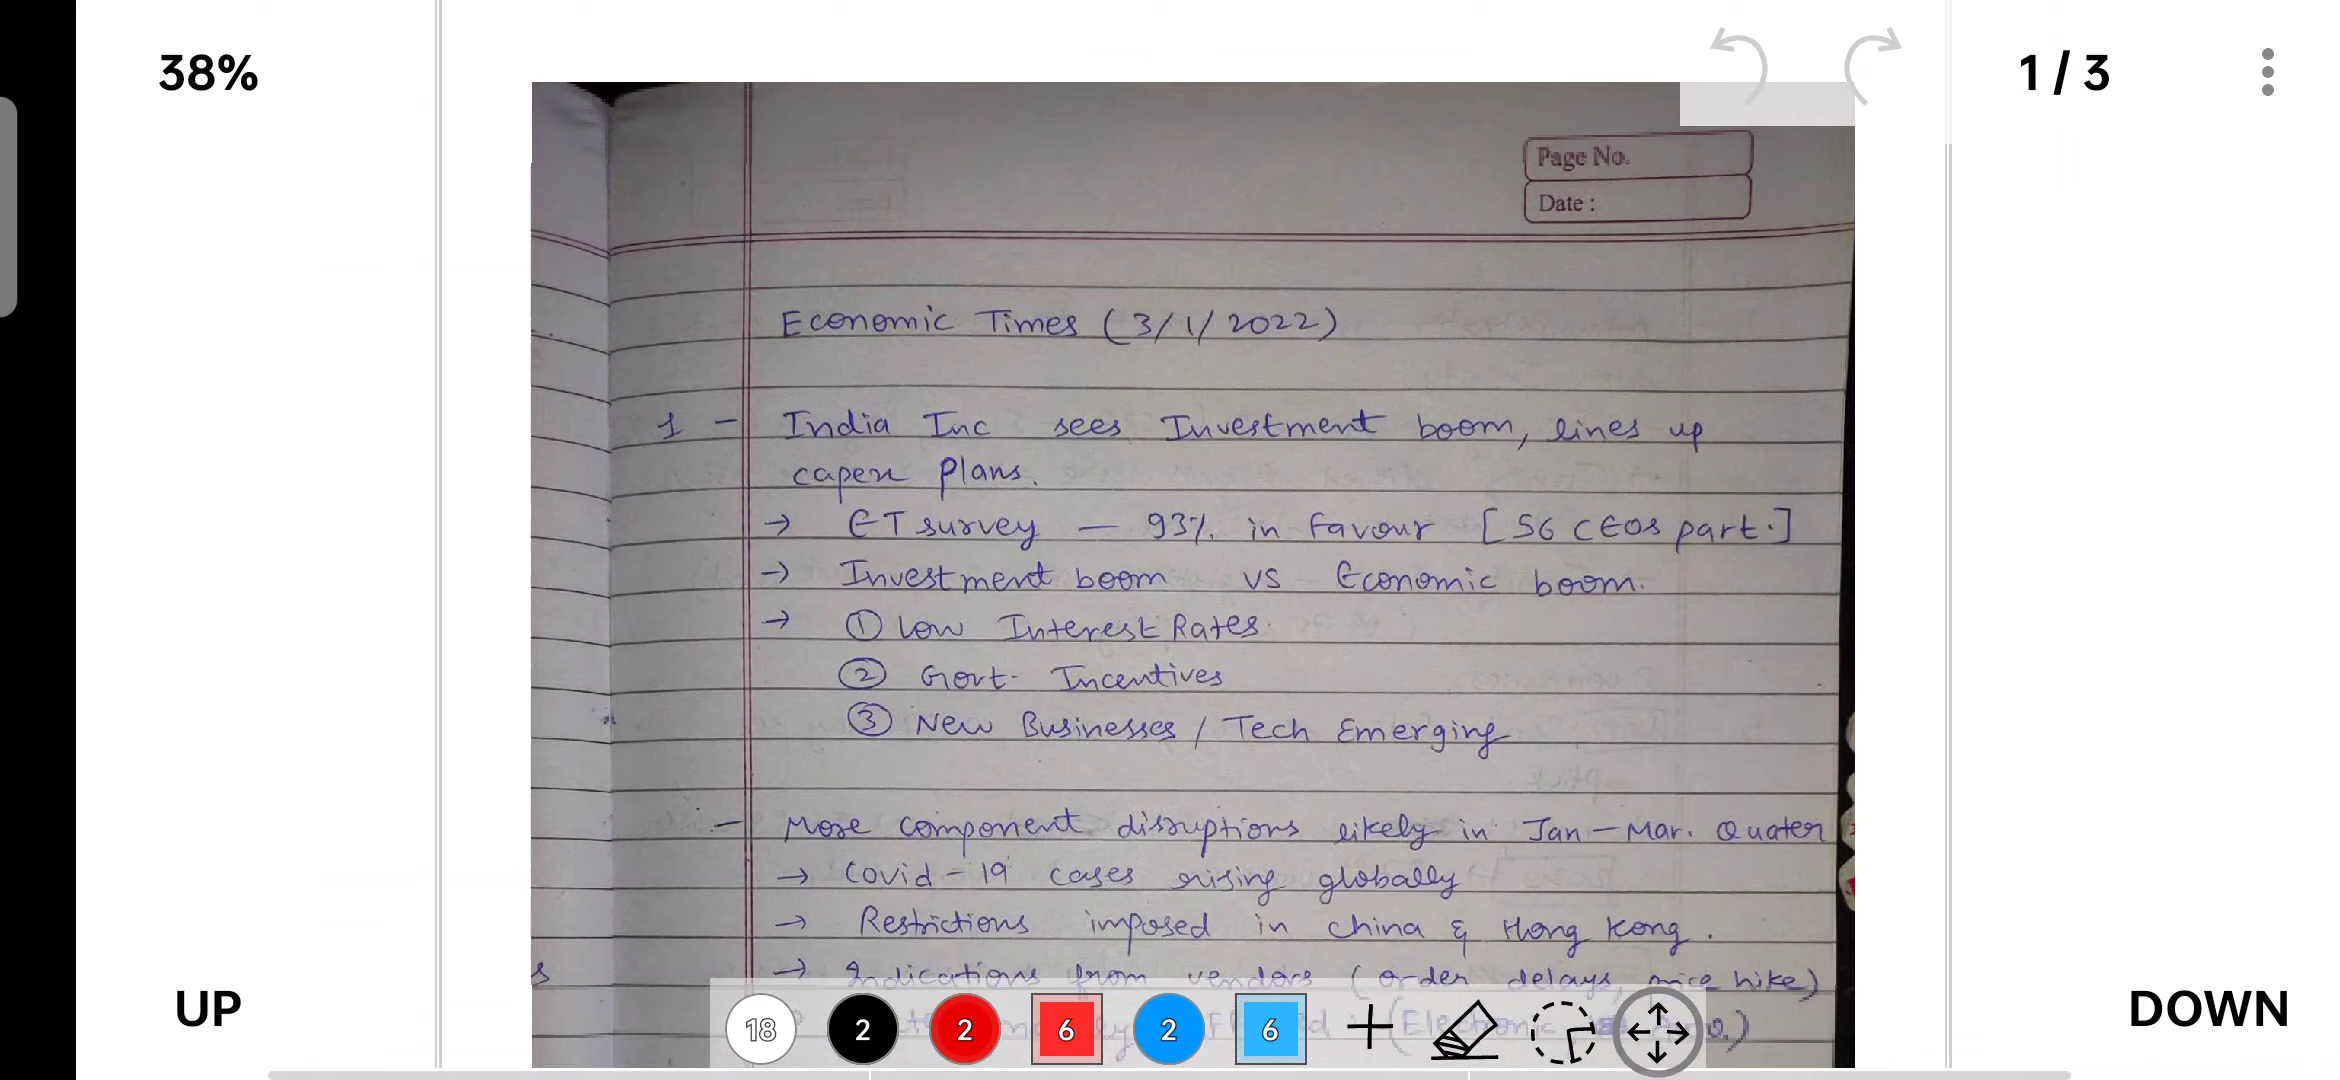 38%
1 / 3
Page No.
Date :
Economic Times (3/1/2022)
1 - India Inc sees Investment boom, lines up
capex Plans.
→ ET survey — 93% in favour [56 CEOs part.]
→ Investment boom vs Economic boom.
→ ① Low Interest Rates.
② Govt. Incentives
③ New Businesses / Tech Emerging
- More component disruptions likely in Jan - Mar. Quater
→ Covid-19 cases rising globally
→ Restrictions imposed in China & Hong Kong.
s → Indications from vendors (order delays, price hike)
UP
18 2 2 6 2 6
DOWN